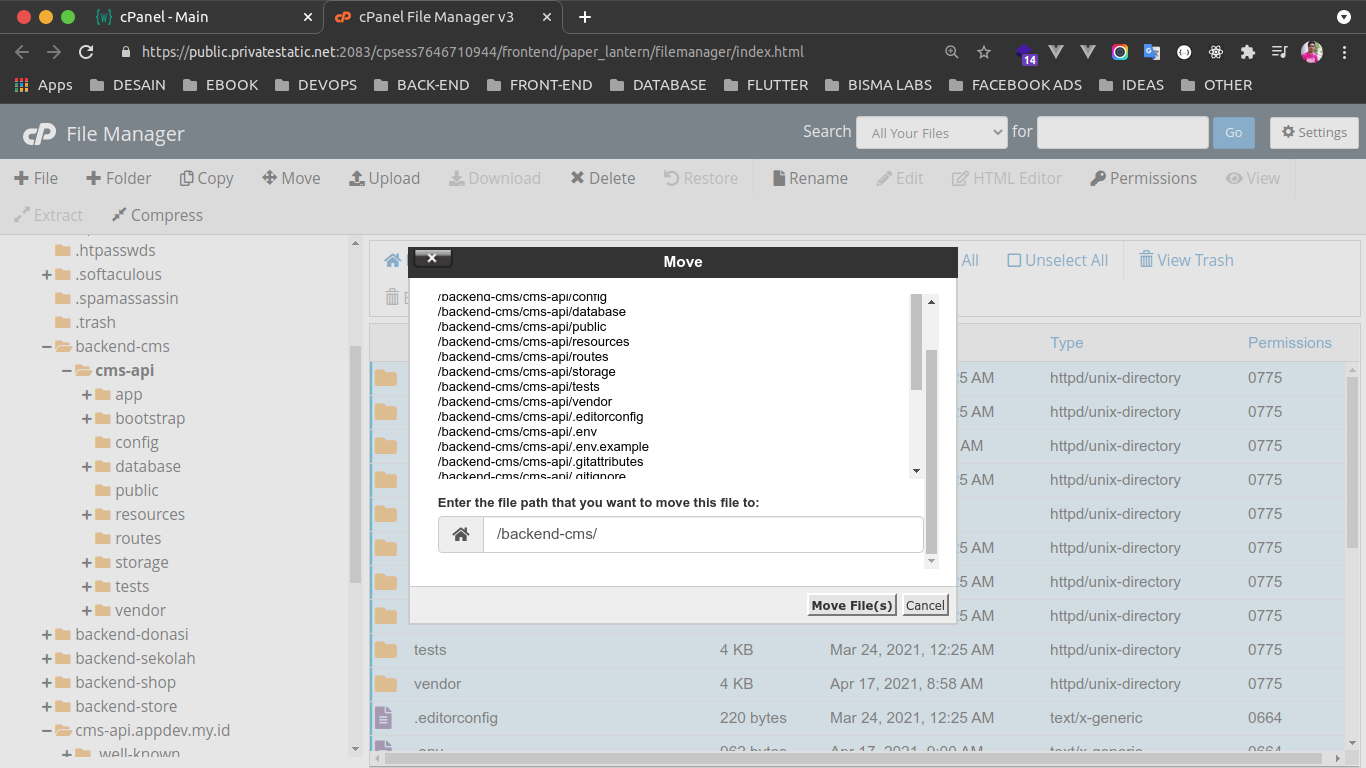 cPanel - Main
cPanel File Manager v3
https://public.privatestatic.net:2083/cpsess7646710944/frontend/paper_lantern/filemanager/index.html
14
Apps DESAIN EBOOK DEVOPS BACK-END FRONT-END DATABASE FLUTTER BISMA LABS FACEBOOK ADS IDEAS OTHER
cP File Manager
Search All Your Files for Go Settings
File Folder Copy Move Upload Download Delete Restore Rename Edit HTML Editor Permissions View
Extract Compress
.htpasswds
.softaculous
.spamassassin
.trash
backend-cms
cms-api
app
bootstrap
config
database
public
resources
routes
storage
tests
vendor
backend-donasi
backend-sekolah
backend-shop
backend-store
cms-api.appdev.my.id
.well-known
All Unselect All View Trash
Move
/backend-cms/cms-api/config
/backend-cms/cms-api/database
/backend-cms/cms-api/public
/backend-cms/cms-api/resources
/backend-cms/cms-api/routes
/backend-cms/cms-api/storage
/backend-cms/cms-api/tests
/backend-cms/cms-api/vendor
/backend-cms/cms-api/.editorconfig
/backend-cms/cms-api/.env
/backend-cms/cms-api/.env.example
/backend-cms/cms-api/.gitattributes
/backend-cms/cms-api/.gitignore
Enter the file path that you want to move this file to:
/backend-cms/
Move File(s) Cancel
Type Permissions
5 AM httpd/unix-directory 0775
5 AM httpd/unix-directory 0775
AM httpd/unix-directory 0775
5 AM httpd/unix-directory 0775
httpd/unix-directory 0775
5 AM httpd/unix-directory 0775
5 AM httpd/unix-directory 0775
5 AM httpd/unix-directory 0775
tests 4 KB Mar 24, 2021, 12:25 AM httpd/unix-directory 0775
vendor 4 KB Apr 17, 2021, 8:58 AM httpd/unix-directory 0775
.editorconfig 220 bytes Mar 24, 2021, 12:25 AM text/x-generic 0664
.env 962 bytes Apr 17, 2021, 9:00 AM text/x-generic 0664